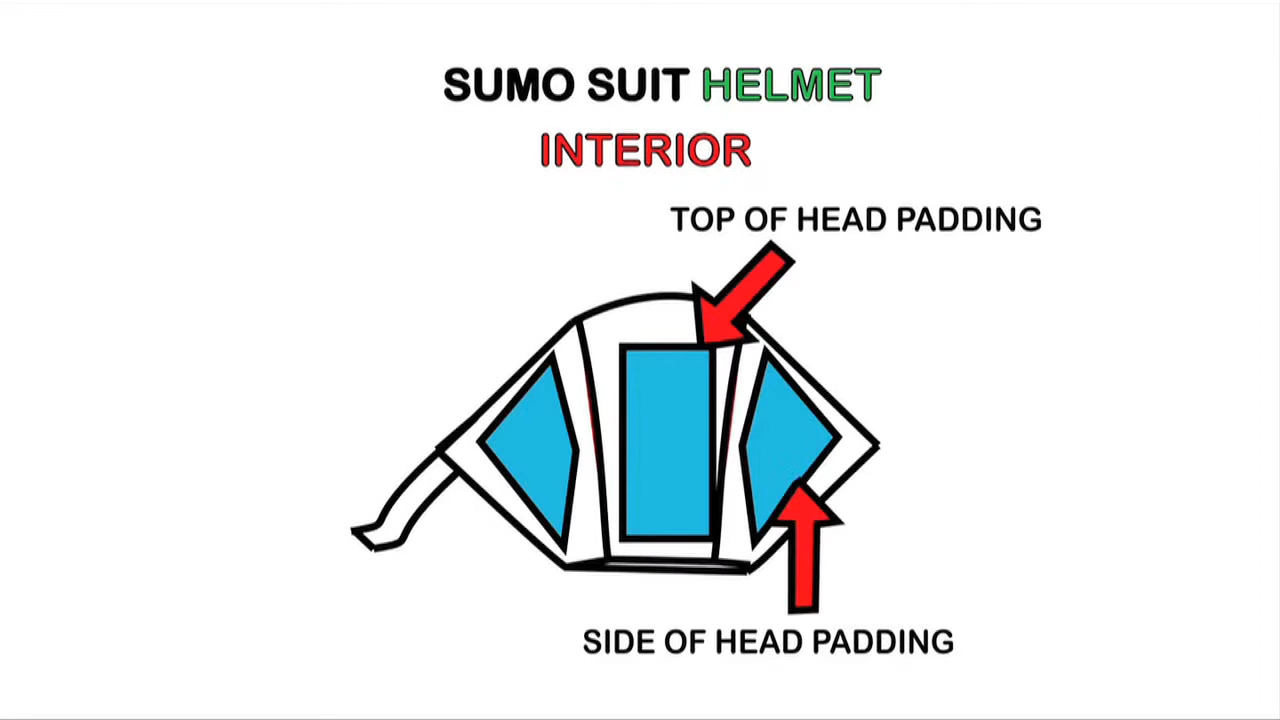 SUMO SUIT HELMET
INTERIOR
TOP OF HEAD PADDING
SIDE OF HEAD PADDING